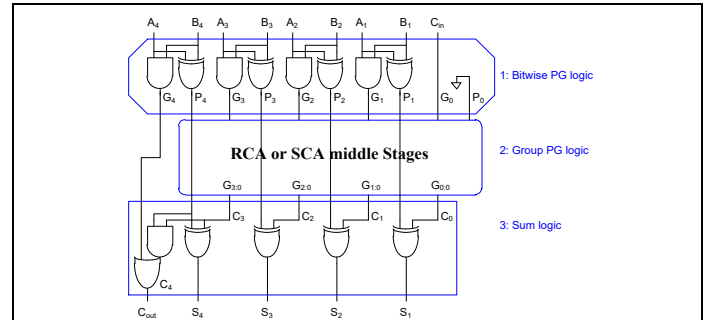 A4 B4 A3 B3 A2 B2 A1 B1 Cin
1: Bitwise PG logic
G4 P4 G3 P3 G2 P2 G1 P1 G0 P0
RCA or SCA middle Stages
2: Group PG logic
G3:0 G2:0 G1:0 G0:0
C3 C2 C1 C0
3: Sum logic
C4
Cout S4 S3 S2 S1